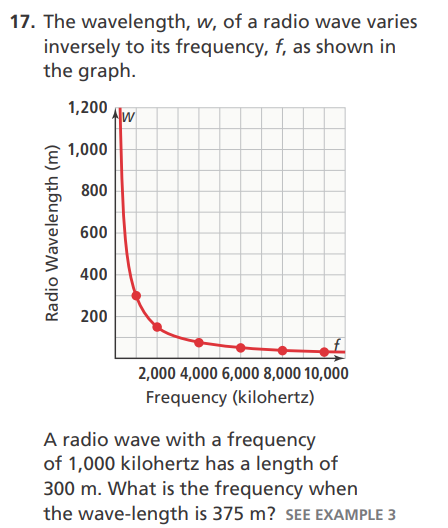 17. The wavelength, w, of a radio wave varies
inversely to its frequency, f, as shown in
the graph.
1,200
w
1,000
800
600
400
200
Radio Wavelength (m)
f
2,000 4,000 6,000 8,000 10,000
Frequency (kilohertz)
A radio wave with a frequency
of 1,000 kilohertz has a length of
300 m. What is the frequency when
the wave-length is 375 m? SEE EXAMPLE 3